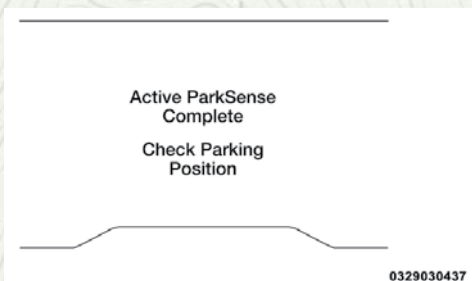 Active ParkSense
Complete
Check Parking
Position
0329030437